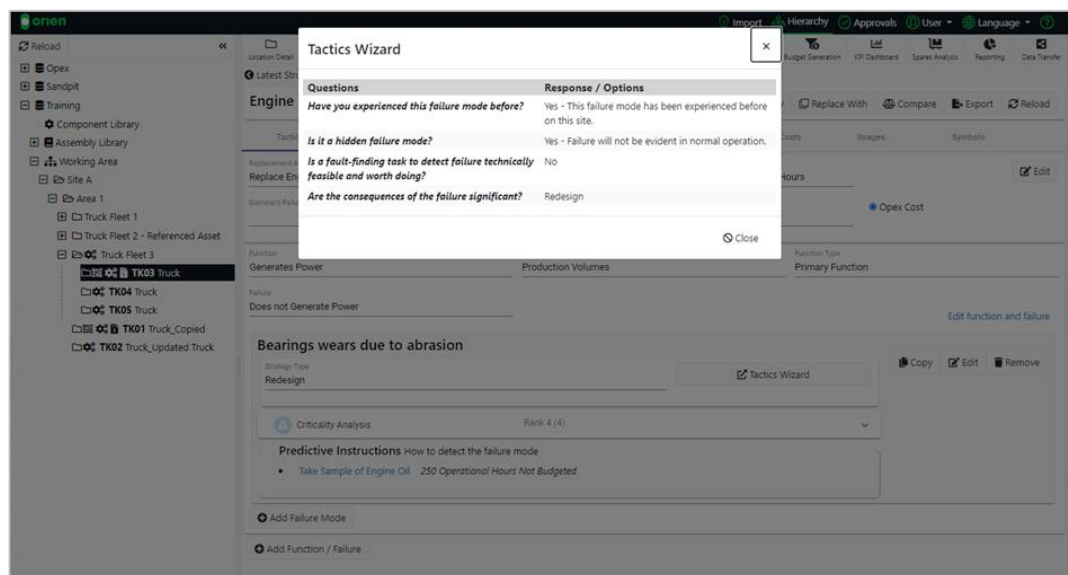 orien
Import Hierarchy Approvals User Language
Reload
Opex
Sandpit
Training
Component Library
Assembly Library
Working Area
Site A
Area 1
Truck Fleet 1
Truck Fleet 2 - Referenced Asset
Truck Fleet 3
TK03 Truck
TK04 Truck
TK05 Truck
TK01 Truck_Copied
TK02 Truck_Updated Truck
Location Detail
Budget Generation KPI Dashboard Spares Analysis Reporting Data Transfer
Latest Str
Engine
Replace With Compare Export Reload
Tactic
Costs Images Symbols
Replacement a
Replace En
Hours
Edit
Dominant Failu
Opex Cost
Tactics Wizard
Questions Response / Options
Have you experienced this failure mode before? Yes - This failure mode has been experienced before
on this site.
Is it a hidden failure mode? Yes - Failure will not be evident in normal operation.
Is a fault-finding task to detect failure technically No
feasible and worth doing?
Are the consequences of the failure significant? Redesign
Close
Function Function Type
Generates Power Production Volumes Primary Function
Failure
Does not Generate Power
Edit function and failure
Bearings wears due to abrasion
Copy Edit Remove
Strategy Type
Redesign
Tactics Wizard
Criticality Analysis Rank 4 (4)
Predictive Instructions How to detect the failure mode
Take Sample of Engine Oil 250 Operational Hours Not Budgeted
Add Failure Mode
Add Function / Failure